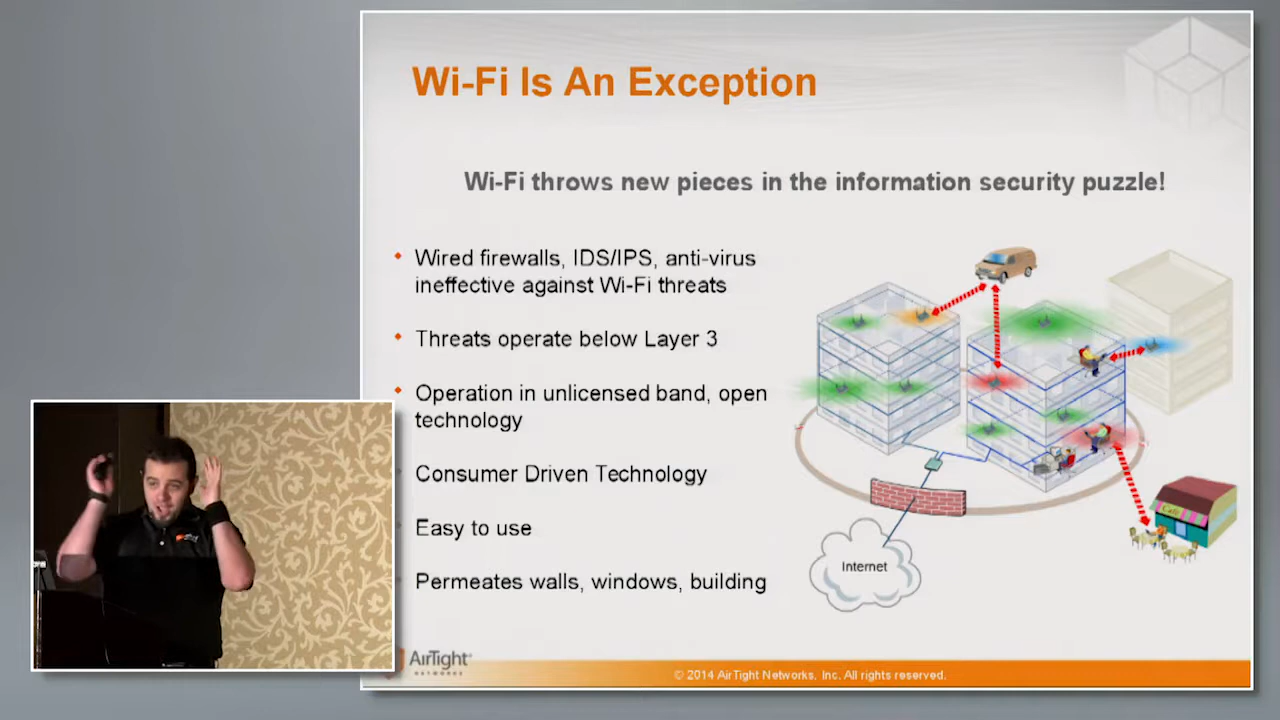 Wi-Fi Is An Exception
Wi-Fi throws new pieces in the information security puzzle!
Wired firewalls, IDS/IPS, anti-virus
ineffective against Wi-Fi threats
Threats operate below Layer 3
Operation in unlicensed band, open
technology
Consumer Driven Technology
Easy to use
Permeates walls, windows, building
Café
Internet
AirTight
NETWORKS
© 2014 AirTight Networks, Inc. All rights reserved.